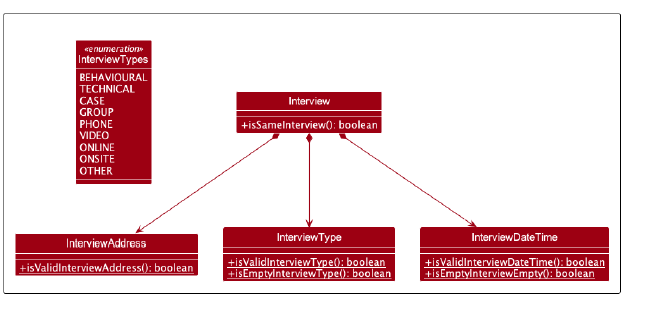 «enumeration»
InterviewTypes
BEHAVIOURAL
TECHNICAL
CASE
GROUP
PHONE
VIDEO
ONLINE
ONSITE
OTHER
Interview
+isSameInterview(): boolean
InterviewAddress
+isValidInterviewAddress(): boolean
InterviewType
+isValidInterviewType(): boolean
+isEmptyInterviewType(): boolean
InterviewDateTime
+isValidInterviewDateTime(): boolean
+isEmptyInterviewEmpty(): boolean